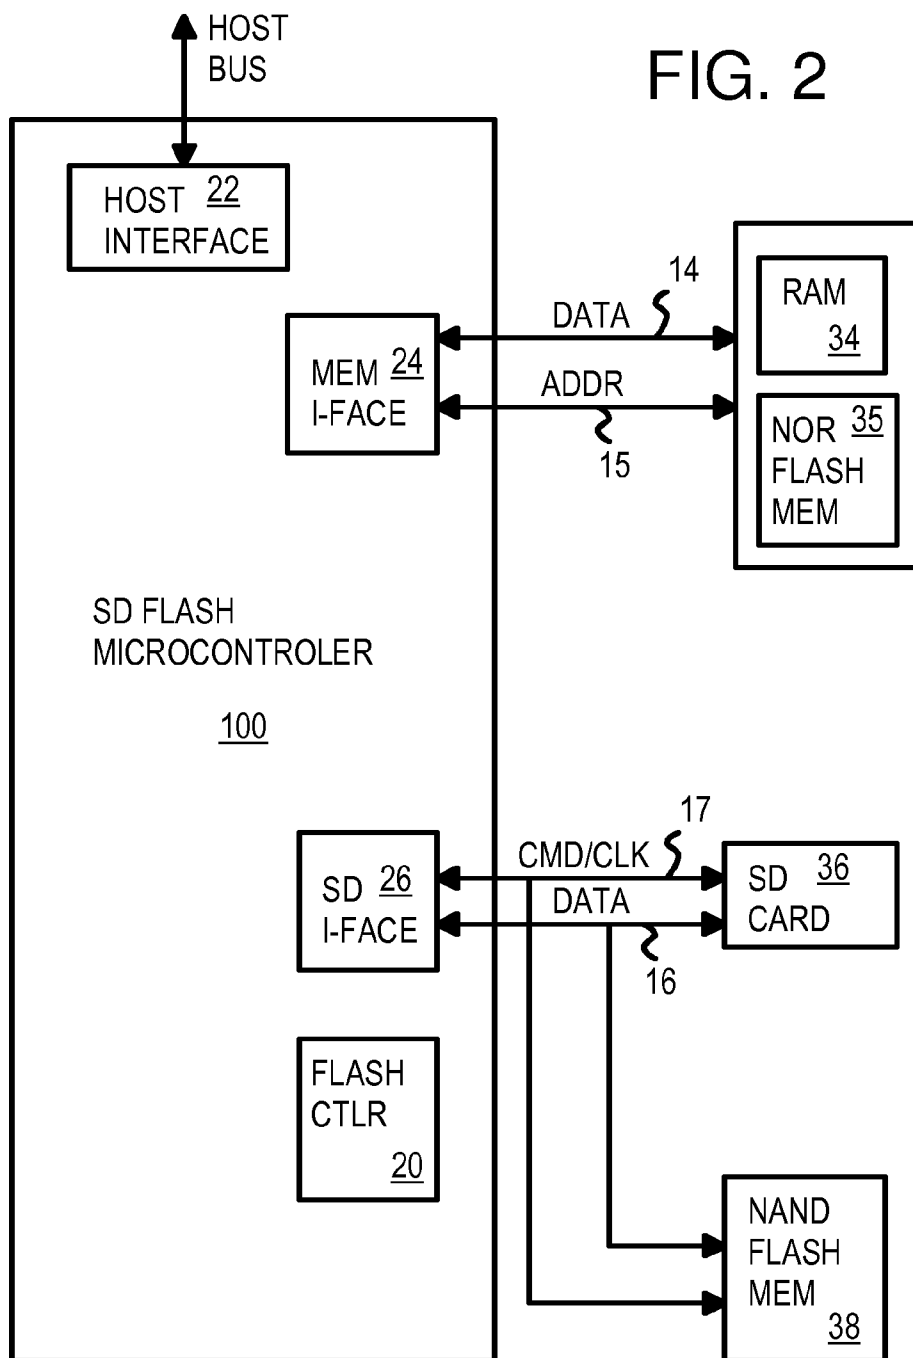 HOST
BUS
FIG. 2
HOST 22
INTERFACE
14
DATA
RAM
34
MEM 24
I-FACE
ADDR
15
NOR 35
FLASH
MEM
SD FLASH
MICROCONTROLER
100
17
CMD/CLK
SD 26
I-FACE
DATA
16
SD 36
CARD
FLASH
CTLR
20
NAND
FLASH
MEM
38